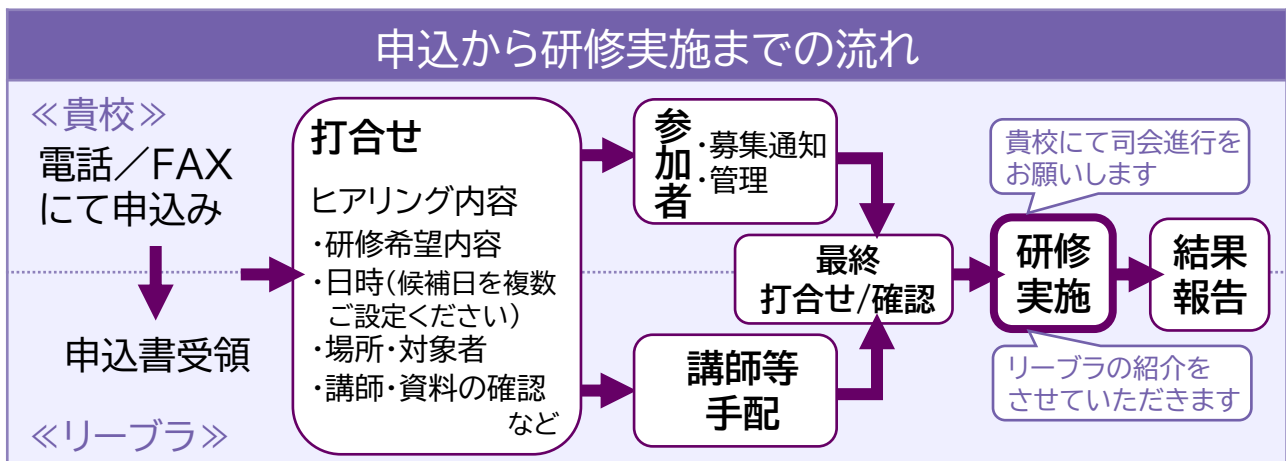 申込から研修実施までの流れ
≪貴校≫
電話／FAX
にて申込み
申込書受領
≪リーブラ≫
打合せ
ヒアリング内容
・研修希望内容
・日時（候補日を複数
ご設定ください）
・場所・対象者
・講師・資料の確認
など
参加者
・募集通知
・管理
講師等
手配
最終
打合せ/確認
貴校にて司会進行を
お願いします
研修
実施
リーブラの紹介を
させていただきます
結果
報告